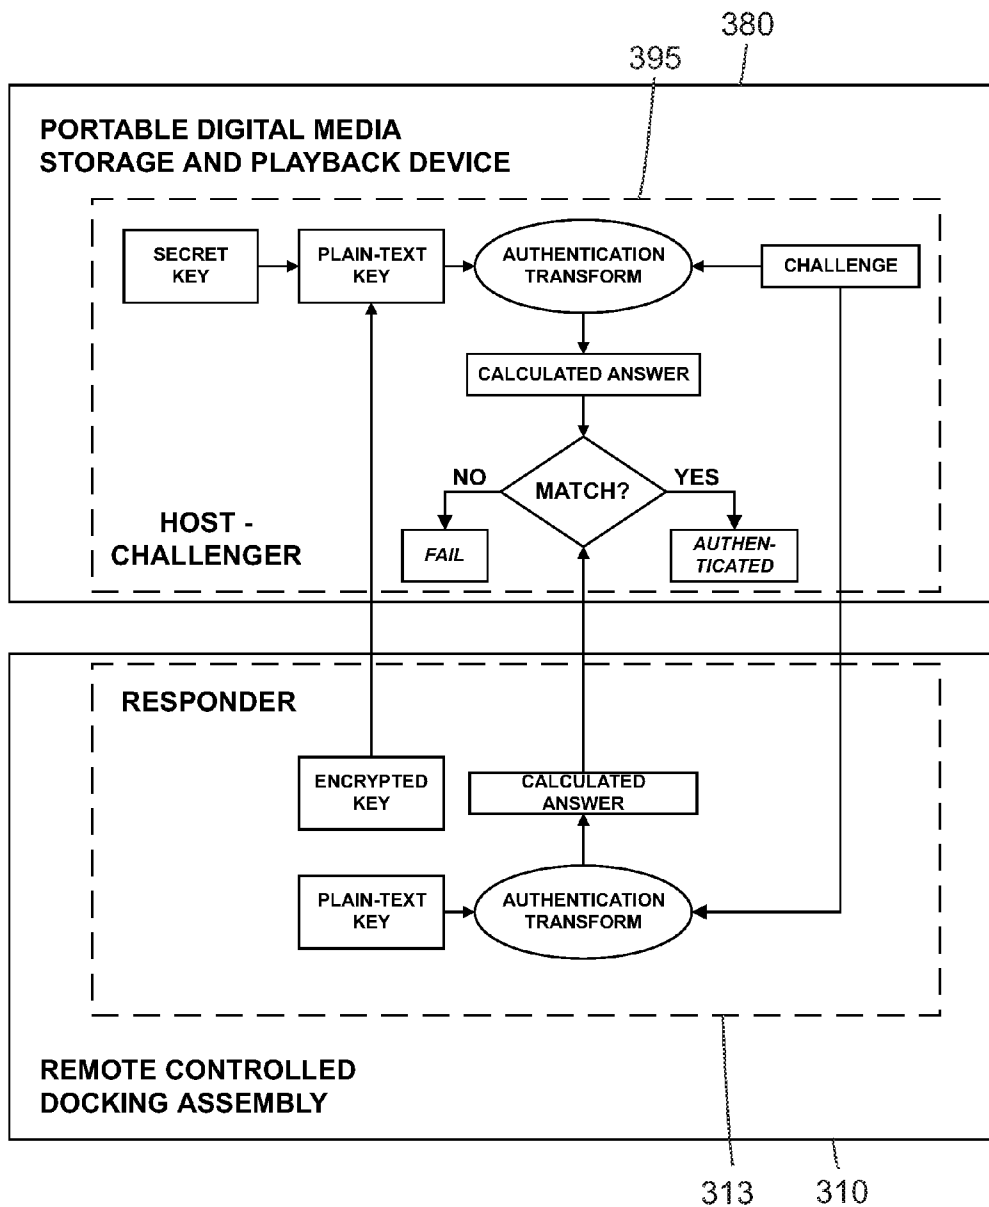 380
395
PORTABLE DIGITAL MEDIA
STORAGE AND PLAYBACK DEVICE
SECRET
KEY
PLAIN-TEXT
KEY
AUTHENTICATION
TRANSFORM
CHALLENGE
CALCULATED ANSWER
NO
MATCH?
YES
HOST -
CHALLENGER
FAIL
AUTHEN-
TICATED
RESPONDER
ENCRYPTED
KEY
CALCULATED
ANSWER
PLAIN-TEXT
KEY
AUTHENTICATION
TRANSFORM
REMOTE CONTROLLED
DOCKING ASSEMBLY
313
310